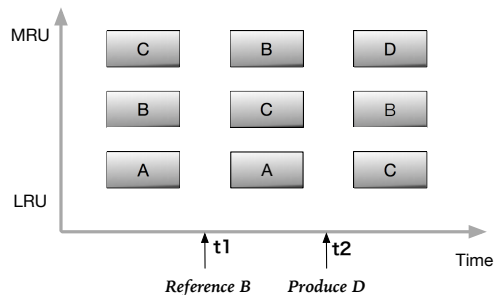 MRU
C B D
B C B
A A C
LRU
t1 t2
Time
Reference B Produce D